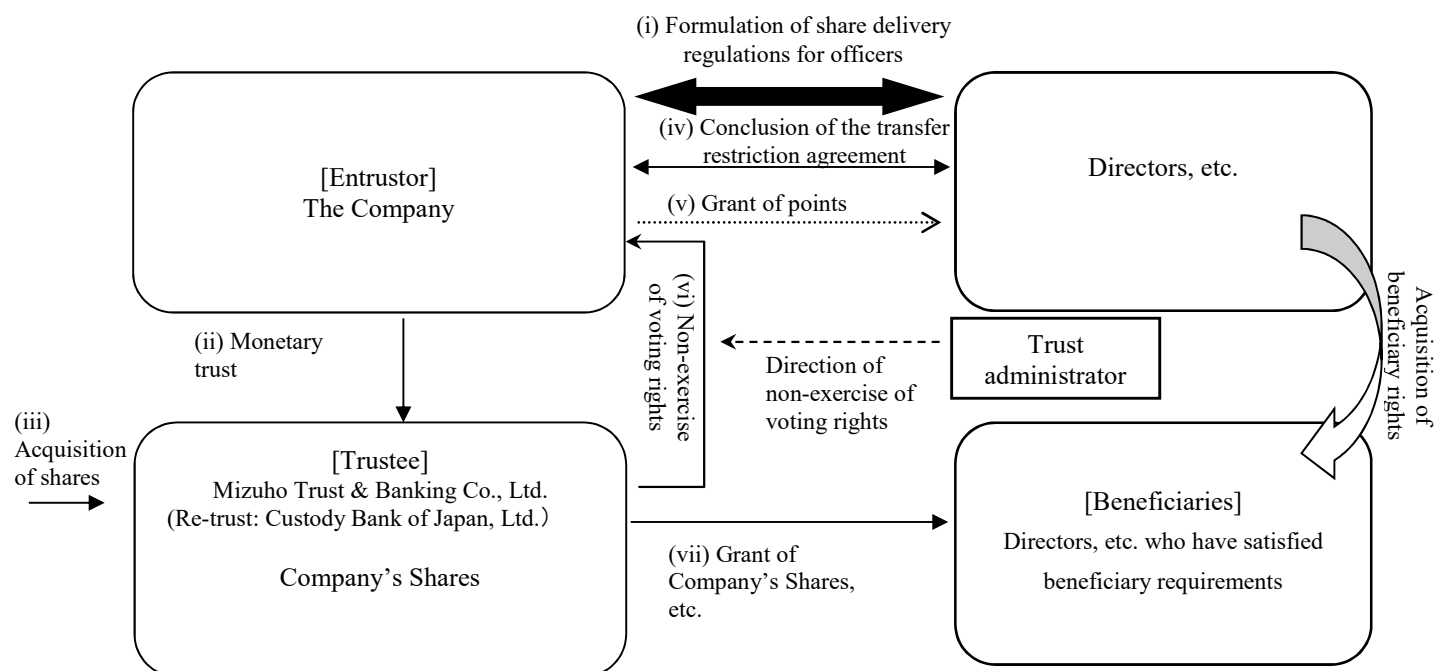 (i) Formulation of share delivery
regulations for officers
[Entrustor]
The Company
(iv) Conclusion of the transfer
restriction agreement
Directors, etc.
(v) Grant of points
(vi) Non-exercise
of voting rights
Acquisition of
beneficiary rights
(ii) Monetary
trust
Direction of
non-exercise of
voting rights
Trust
administrator
(iii)
Acquisition
of shares
[Trustee]
Mizuho Trust & Banking Co., Ltd.
(Re-trust: Custody Bank of Japan, Ltd.）
Company’s Shares
(vii) Grant of
Company’s Shares,
etc.
[Beneficiaries]
Directors, etc. who have satisfied
beneficiary requirements